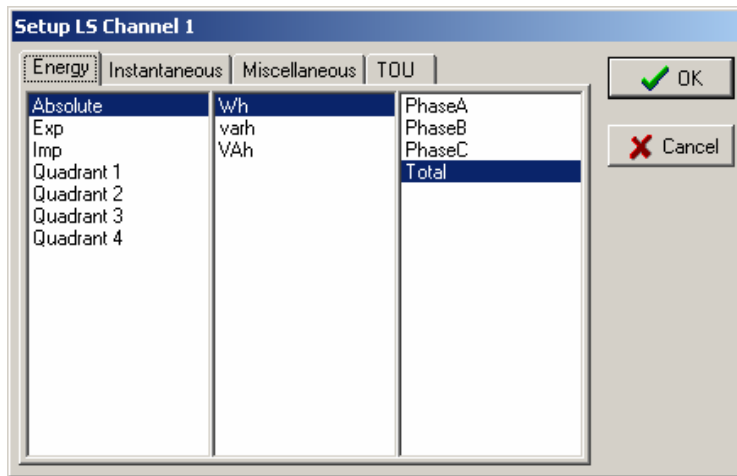 Setup LS Channel 1
Energy Instantaneous Miscellaneous TOU
OK
Cancel
Absolute
Exp
Imp
Quadrant 1
Quadrant 2
Quadrant 3
Quadrant 4
Wh
varh
VAh
PhaseA
PhaseB
PhaseC
Total